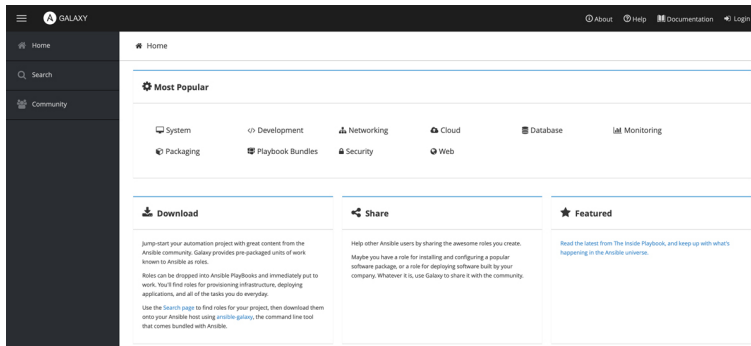 A GALAXY
About
Help
Documentation
Login
Home
Search
Community
Home
Most Popular
System
Development
Networking
Cloud
Database
Monitoring
Packaging
Playbook Bundles
Security
Web
Download
Jump-start your automation project with great content from the
Ansible community. Galaxy provides pre-packaged units of work
known to Ansible as roles.
Roles can be dropped into Ansible PlayBooks and immediately put to
work. You'll find roles for provisioning infrastructure, deploying
applications, and all of the tasks you do everyday.
Use the Search page to find roles for your project, then download them
onto your Ansible host using ansible-galaxy, the command line tool
that comes bundled with Ansible.
Share
Help other Ansible users by sharing the awesome roles you create.
Maybe you have a role for installing and configuring a popular
software package, or a role for deploying software built by your
company. Whatever it is, use Galaxy to share it with the community.
Featured
Read the latest from The Inside Playbook, and keep up with what's
happening in the Ansible universe.